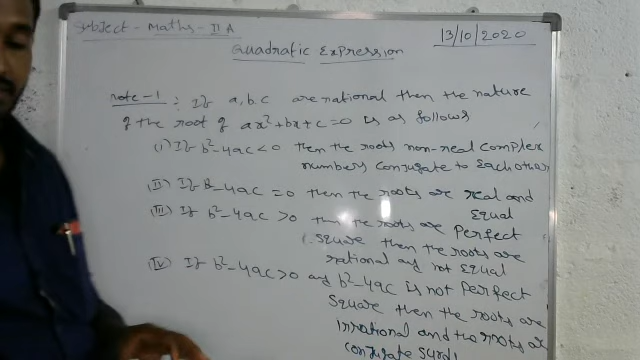 Subject - Maths - II A
13/10/2020
Quadratic Expression
note-1 : If a, b, c are rational then the nature
of the root of ax²+bx+c=0 is as follows
(i) If b²-4ac<0 then the roots non-real complex
numbers conjugate to each other
(ii) If b²-4ac=0 then the roots are real and
Equal
(iii) If b²-4ac>0 then the roots are perfect
square then the roots are
rational and not Equal
(iv) If b²-4ac>0 and b²-4ac is not perfect
square then the roots are
irrational and the roots are
conjugate surds